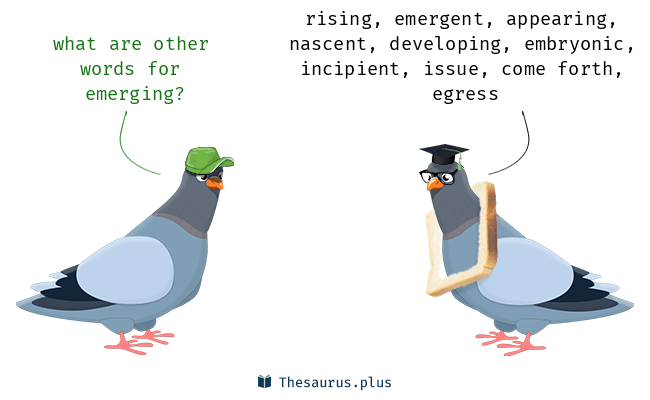 what are other
words for
emerging?
rising, emergent, appearing,
nascent, developing, embryonic,
incipient, issue, come forth,
egress
Thesaurus.plus